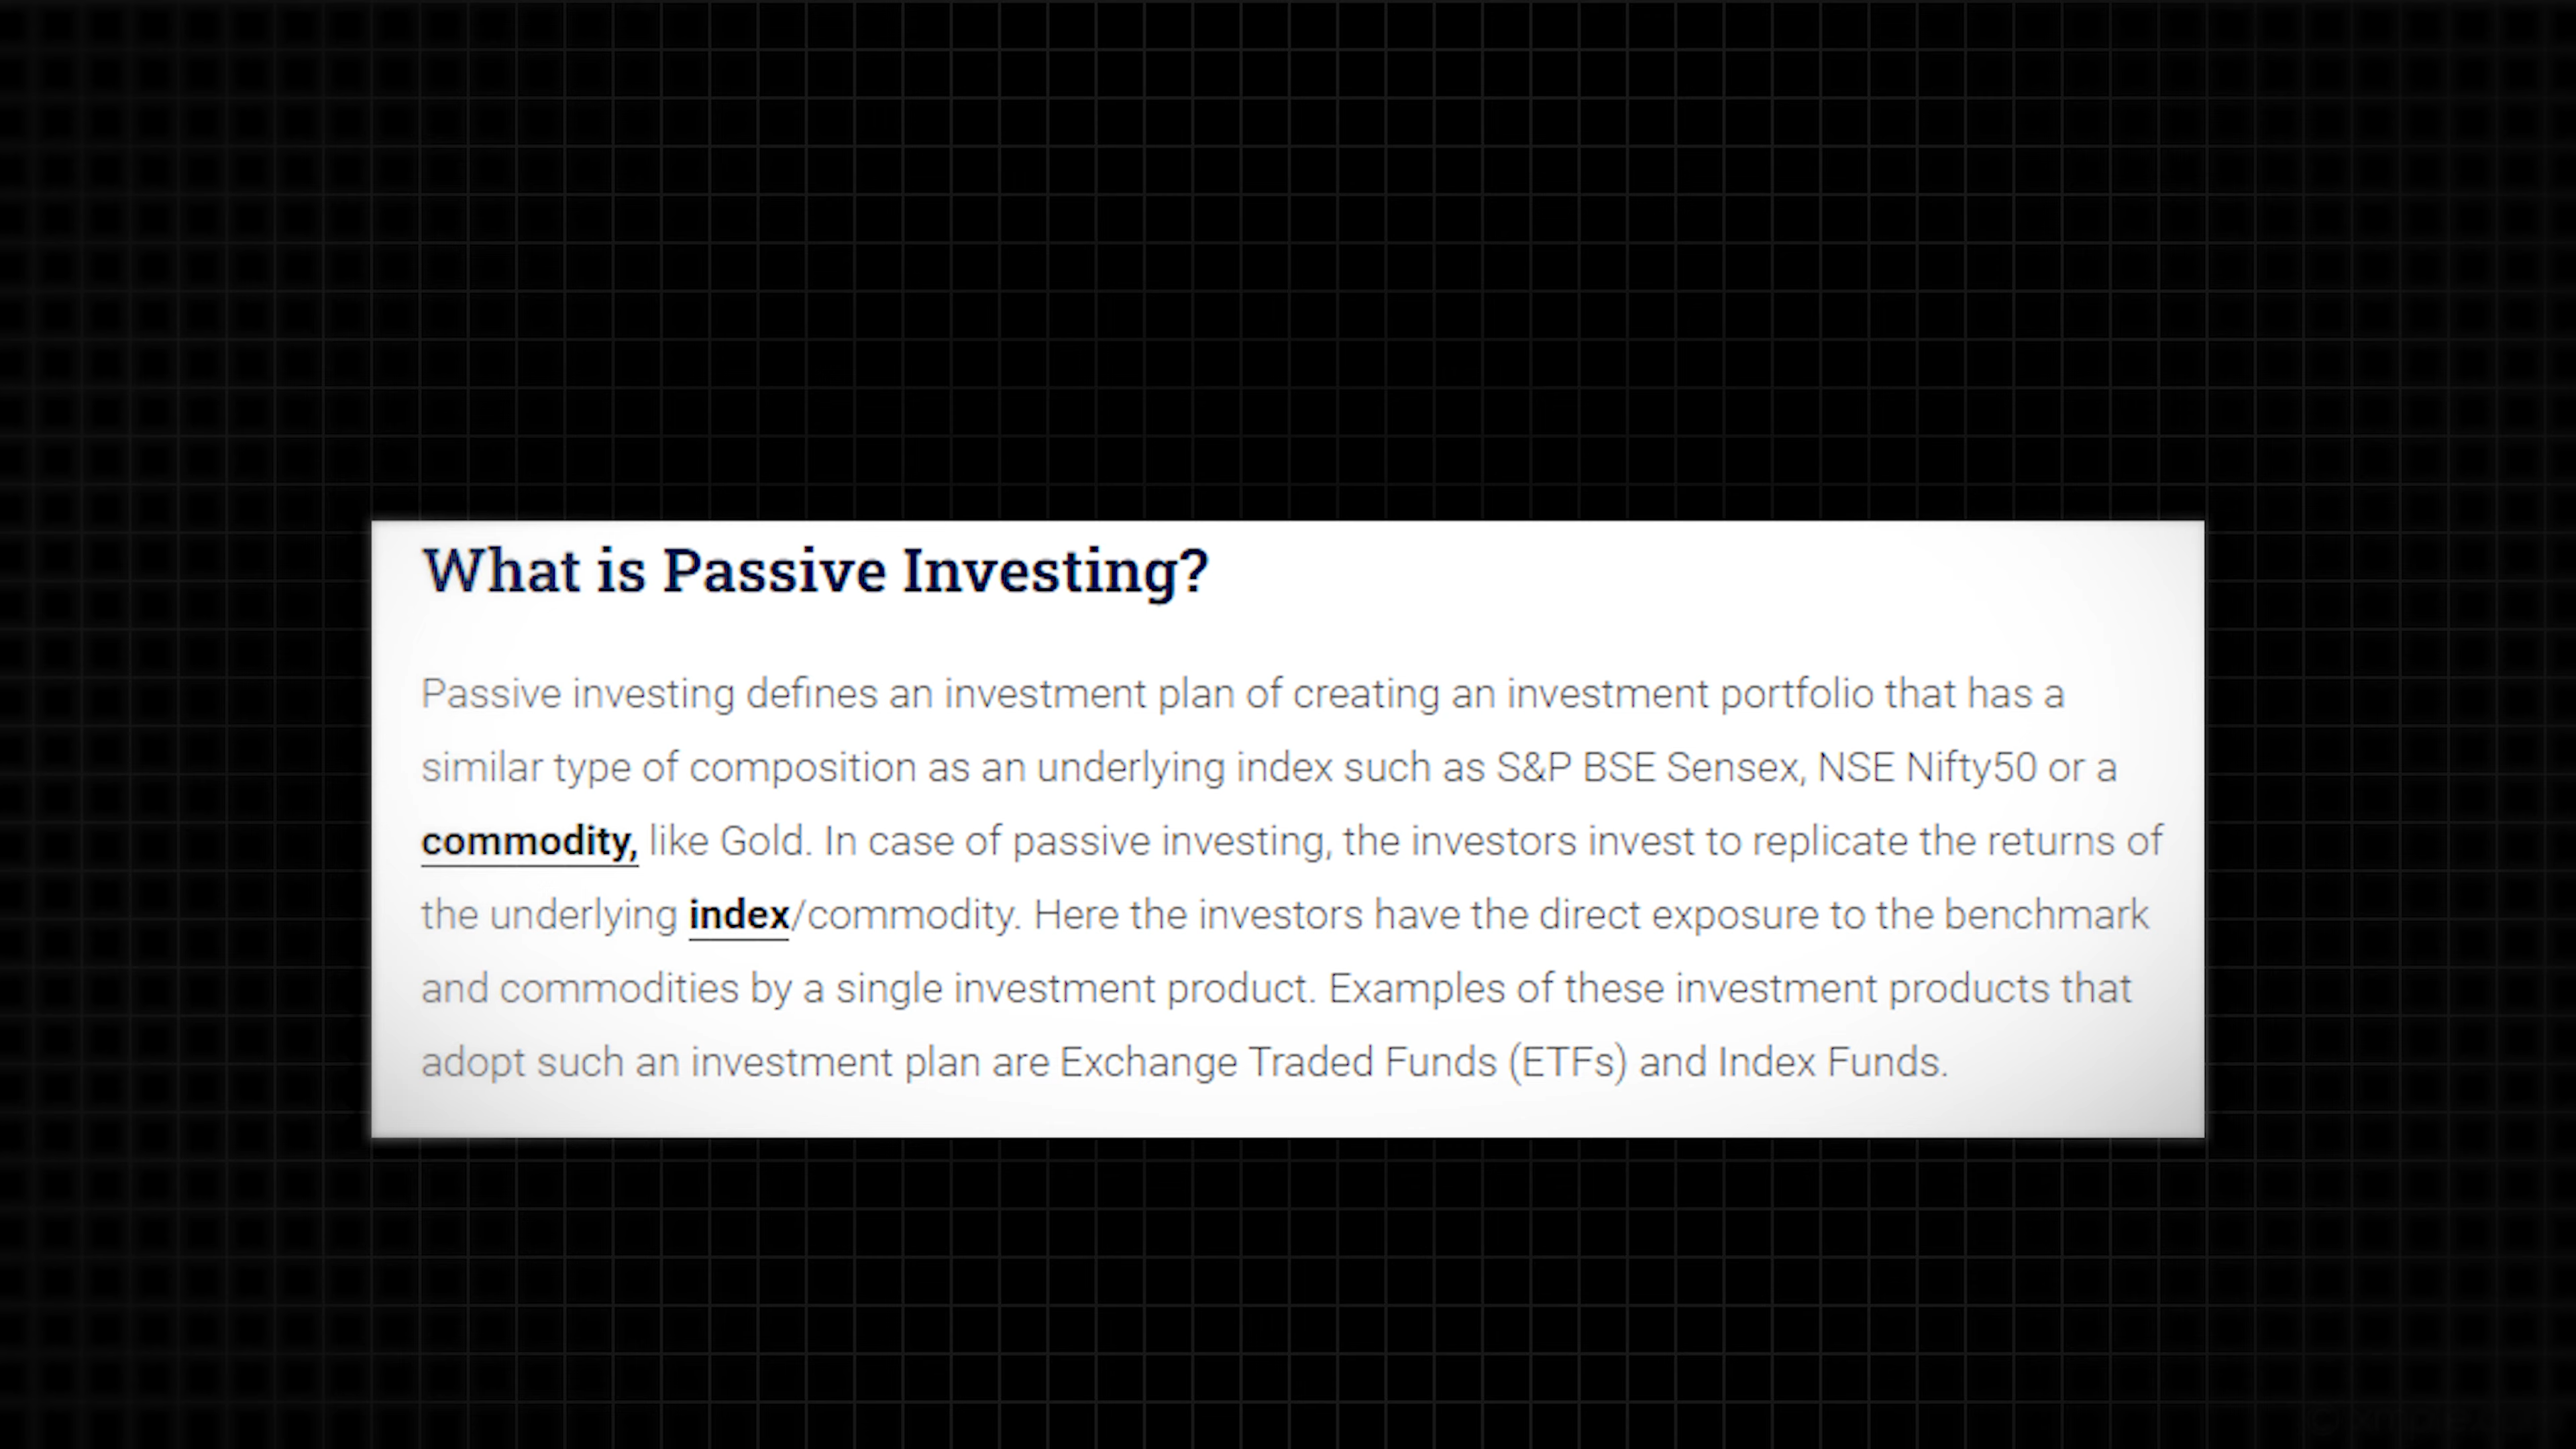 What is Passive Investing?
Passive investing defines an investment plan of creating an investment portfolio that has a
similar type of composition as an underlying index such as S&P BSE Sensex, NSE Nifty50 or a
commodity, like Gold. In case of passive investing, the investors invest to replicate the returns of
the underlying index/commodity. Here the investors have the direct exposure to the benchmark
and commodities by a single investment product. Examples of these investment products that
adopt such an investment plan are Exchange Traded Funds (ETFs) and Index Funds.